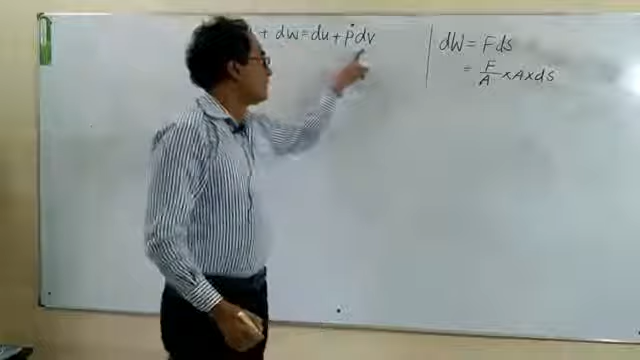 + dw = du + pdv
dW = Fds
= F/A × A × ds